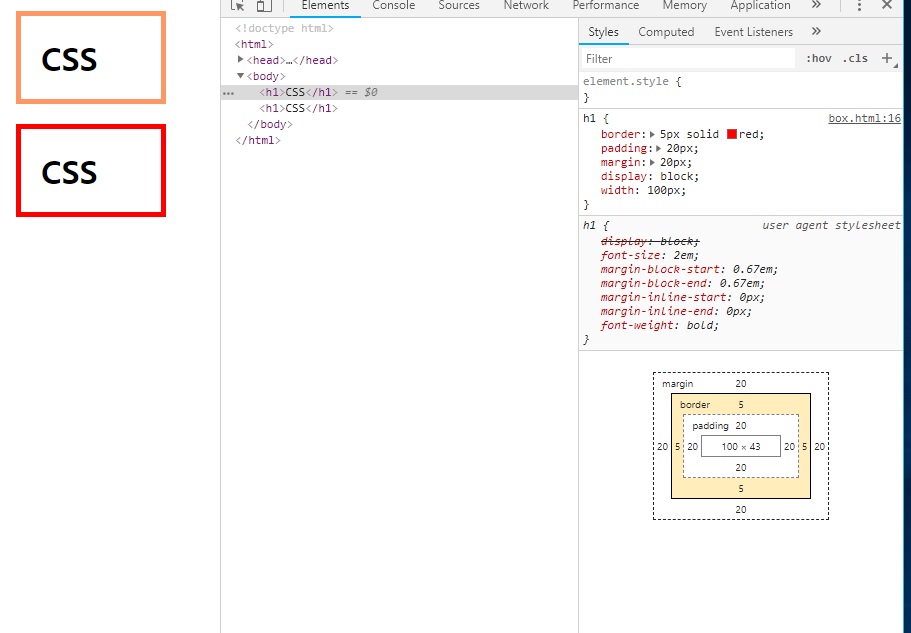 CSS
CSS
Elements Console Sources Network Performance Memory Application »
<!doctype html>
<html>
<head>…</head>
<body>
… <h1>CSS</h1> == $0
<h1>CSS</h1>
</body>
</html>
Styles Computed Event Listeners »
Filter :hov .cls +
element.style {
}
h1 { box.html:16
border: 5px solid red;
padding: 20px;
margin: 20px;
display: block;
width: 100px;
}
h1 { user agent stylesheet
display: block;
font-size: 2em;
margin-block-start: 0.67em;
margin-block-end: 0.67em;
margin-inline-start: 0px;
margin-inline-end: 0px;
font-weight: bold;
}
margin 20
border 5
padding 20
20 5 20 100 × 43 20 5 20
20
5
20